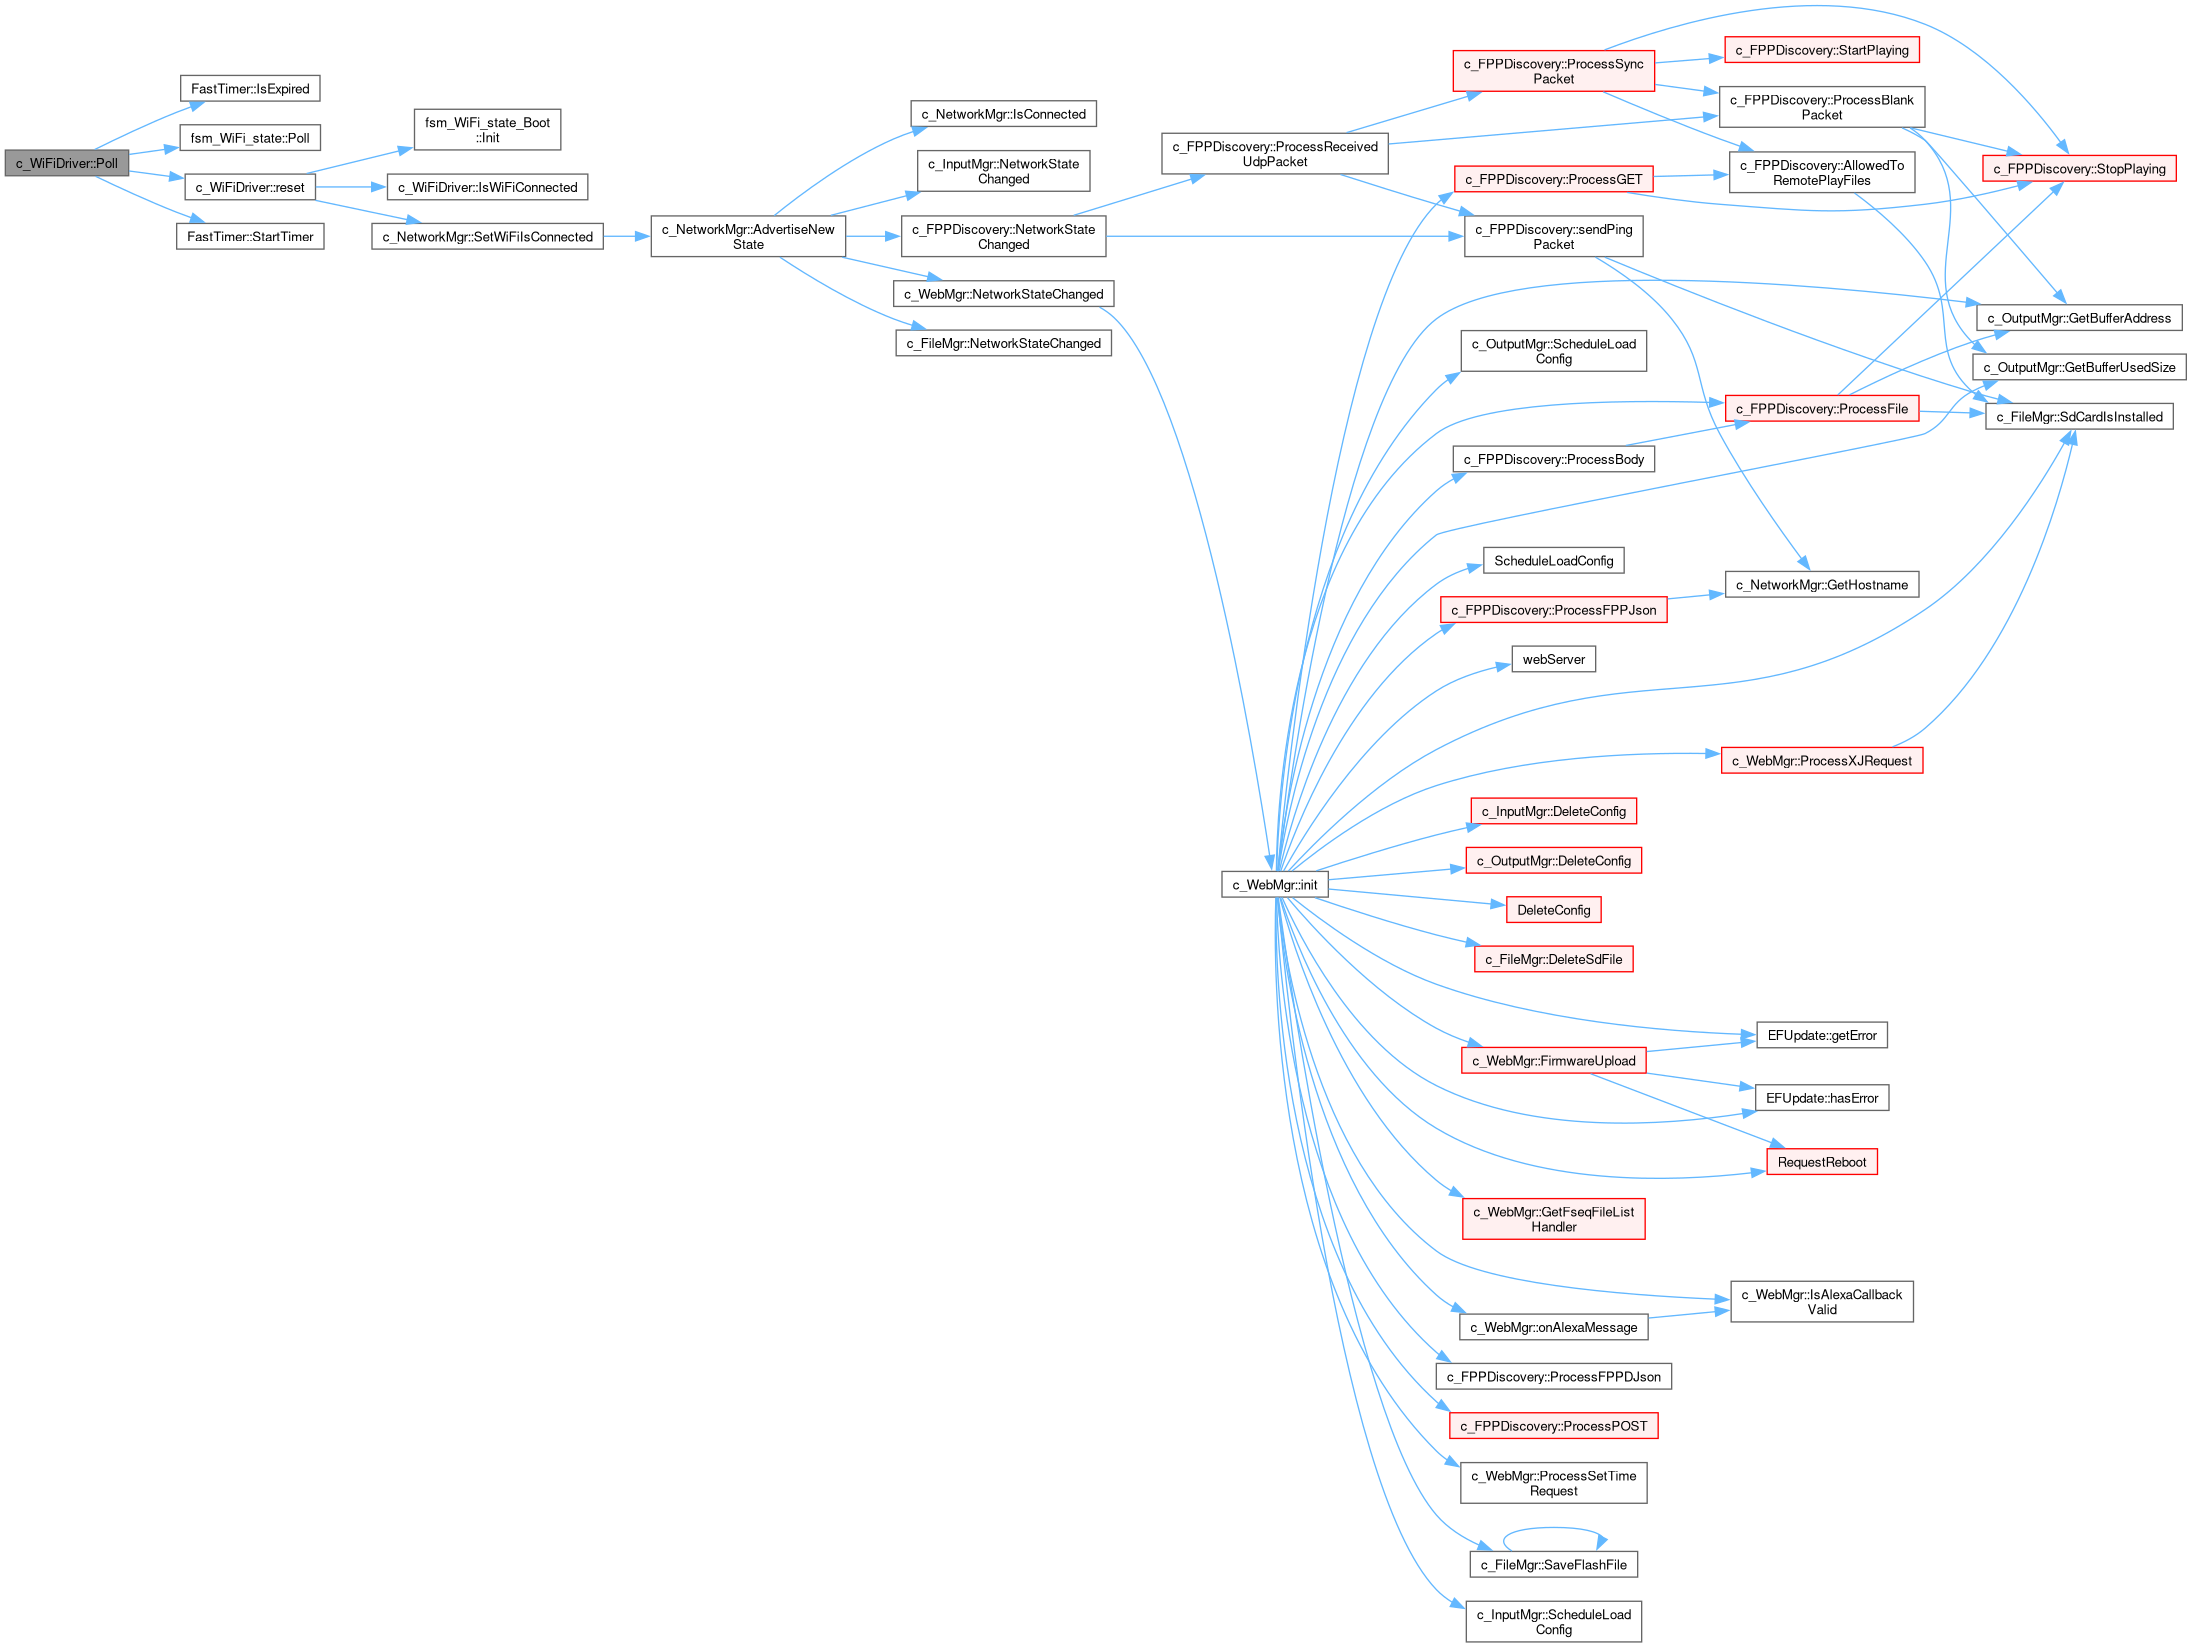 c_WiFiDriver::Poll
FastTimer::IsExpired
fsm_WiFi_state::Poll
c_WiFiDriver::reset
FastTimer::StartTimer
fsm_WiFi_state_Boot
::Init
c_WiFiDriver::IsWiFiConnected
c_NetworkMgr::SetWiFiIsConnected
c_NetworkMgr::AdvertiseNew
State
c_NetworkMgr::IsConnected
c_InputMgr::NetworkState
Changed
c_FPPDiscovery::NetworkState
Changed
c_WebMgr::NetworkStateChanged
c_FileMgr::NetworkStateChanged
c_FPPDiscovery::ProcessReceived
UdpPacket
c_WebMgr::init
c_FPPDiscovery::ProcessSync
Packet
c_FPPDiscovery::ProcessGET
c_FPPDiscovery::sendPing
Packet
c_OutputMgr::ScheduleLoad
Config
c_FPPDiscovery::ProcessBody
ScheduleLoadConfig
c_FPPDiscovery::ProcessFPPJson
webServer
c_InputMgr::DeleteConfig
c_OutputMgr::DeleteConfig
DeleteConfig
c_FileMgr::DeleteSdFile
c_WebMgr::FirmwareUpload
c_WebMgr::GetFseqFileList
Handler
c_WebMgr::onAlexaMessage
c_FPPDiscovery::ProcessFPPDJson
c_FPPDiscovery::ProcessPOST
c_WebMgr::ProcessSetTime
Request
c_FileMgr::SaveFlashFile
c_InputMgr::ScheduleLoad
Config
c_FPPDiscovery::StartPlaying
c_FPPDiscovery::ProcessBlank
Packet
c_FPPDiscovery::AllowedTo
RemotePlayFiles
c_FPPDiscovery::ProcessFile
c_NetworkMgr::GetHostname
c_WebMgr::ProcessXJRequest
EFUpdate::getError
EFUpdate::hasError
RequestReboot
c_WebMgr::IsAlexaCallback
Valid
c_FPPDiscovery::StopPlaying
c_OutputMgr::GetBufferAddress
c_OutputMgr::GetBufferUsedSize
c_FileMgr::SdCardIsInstalled